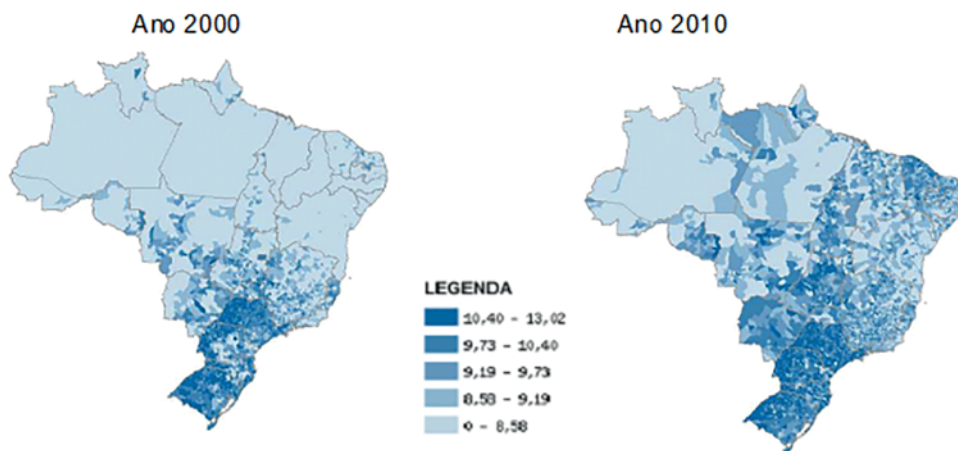 Ano 2000
Ano 2010
LEGENDA
10,40 - 13,02
9,73 - 10,40
9,19 - 9,73
8,58 - 9,19
0 - 8,58